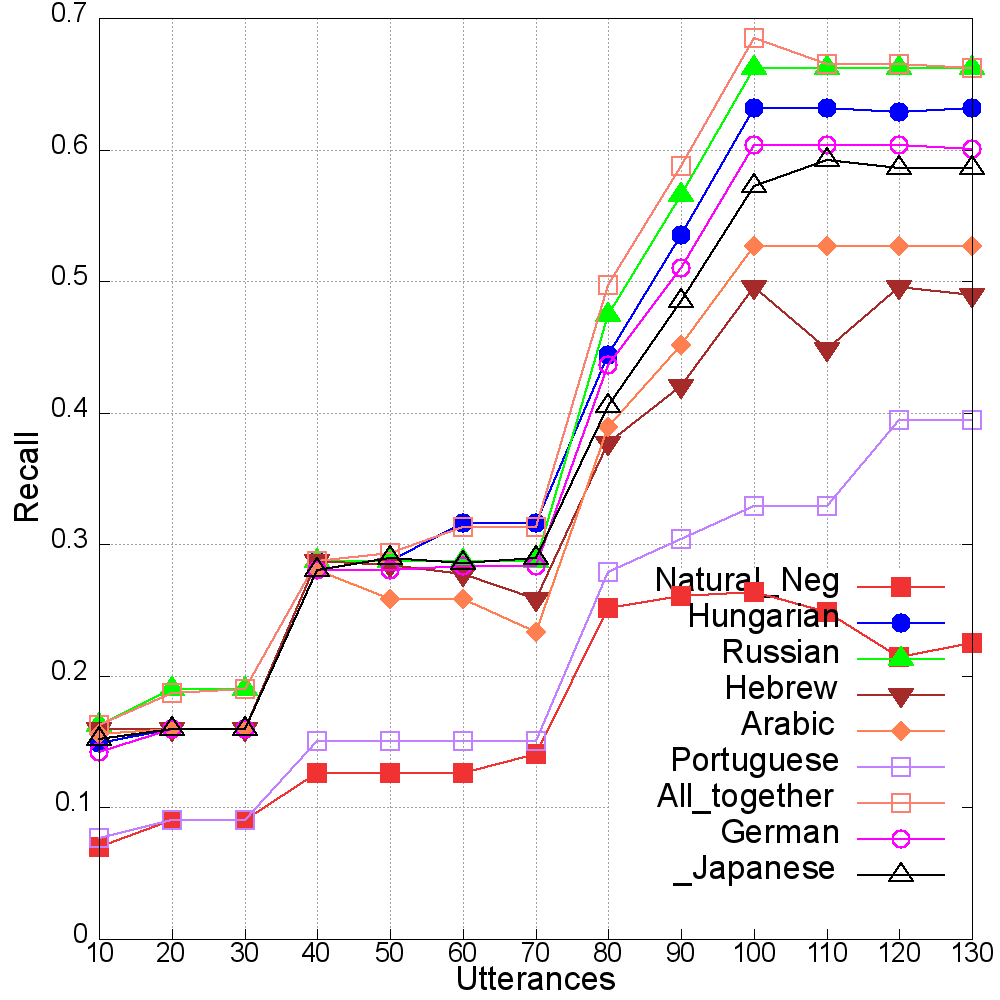 0.7
0.6
0.5
0.4
0.3
0.2
0.1
0
Recall
Natural_Neg
Hungarian
Russian
Hebrew
Arabic
Portuguese
All_together
German
_Japanese
10 20 30 40 50 60 70 80 90 100 110 120 130
Utterances